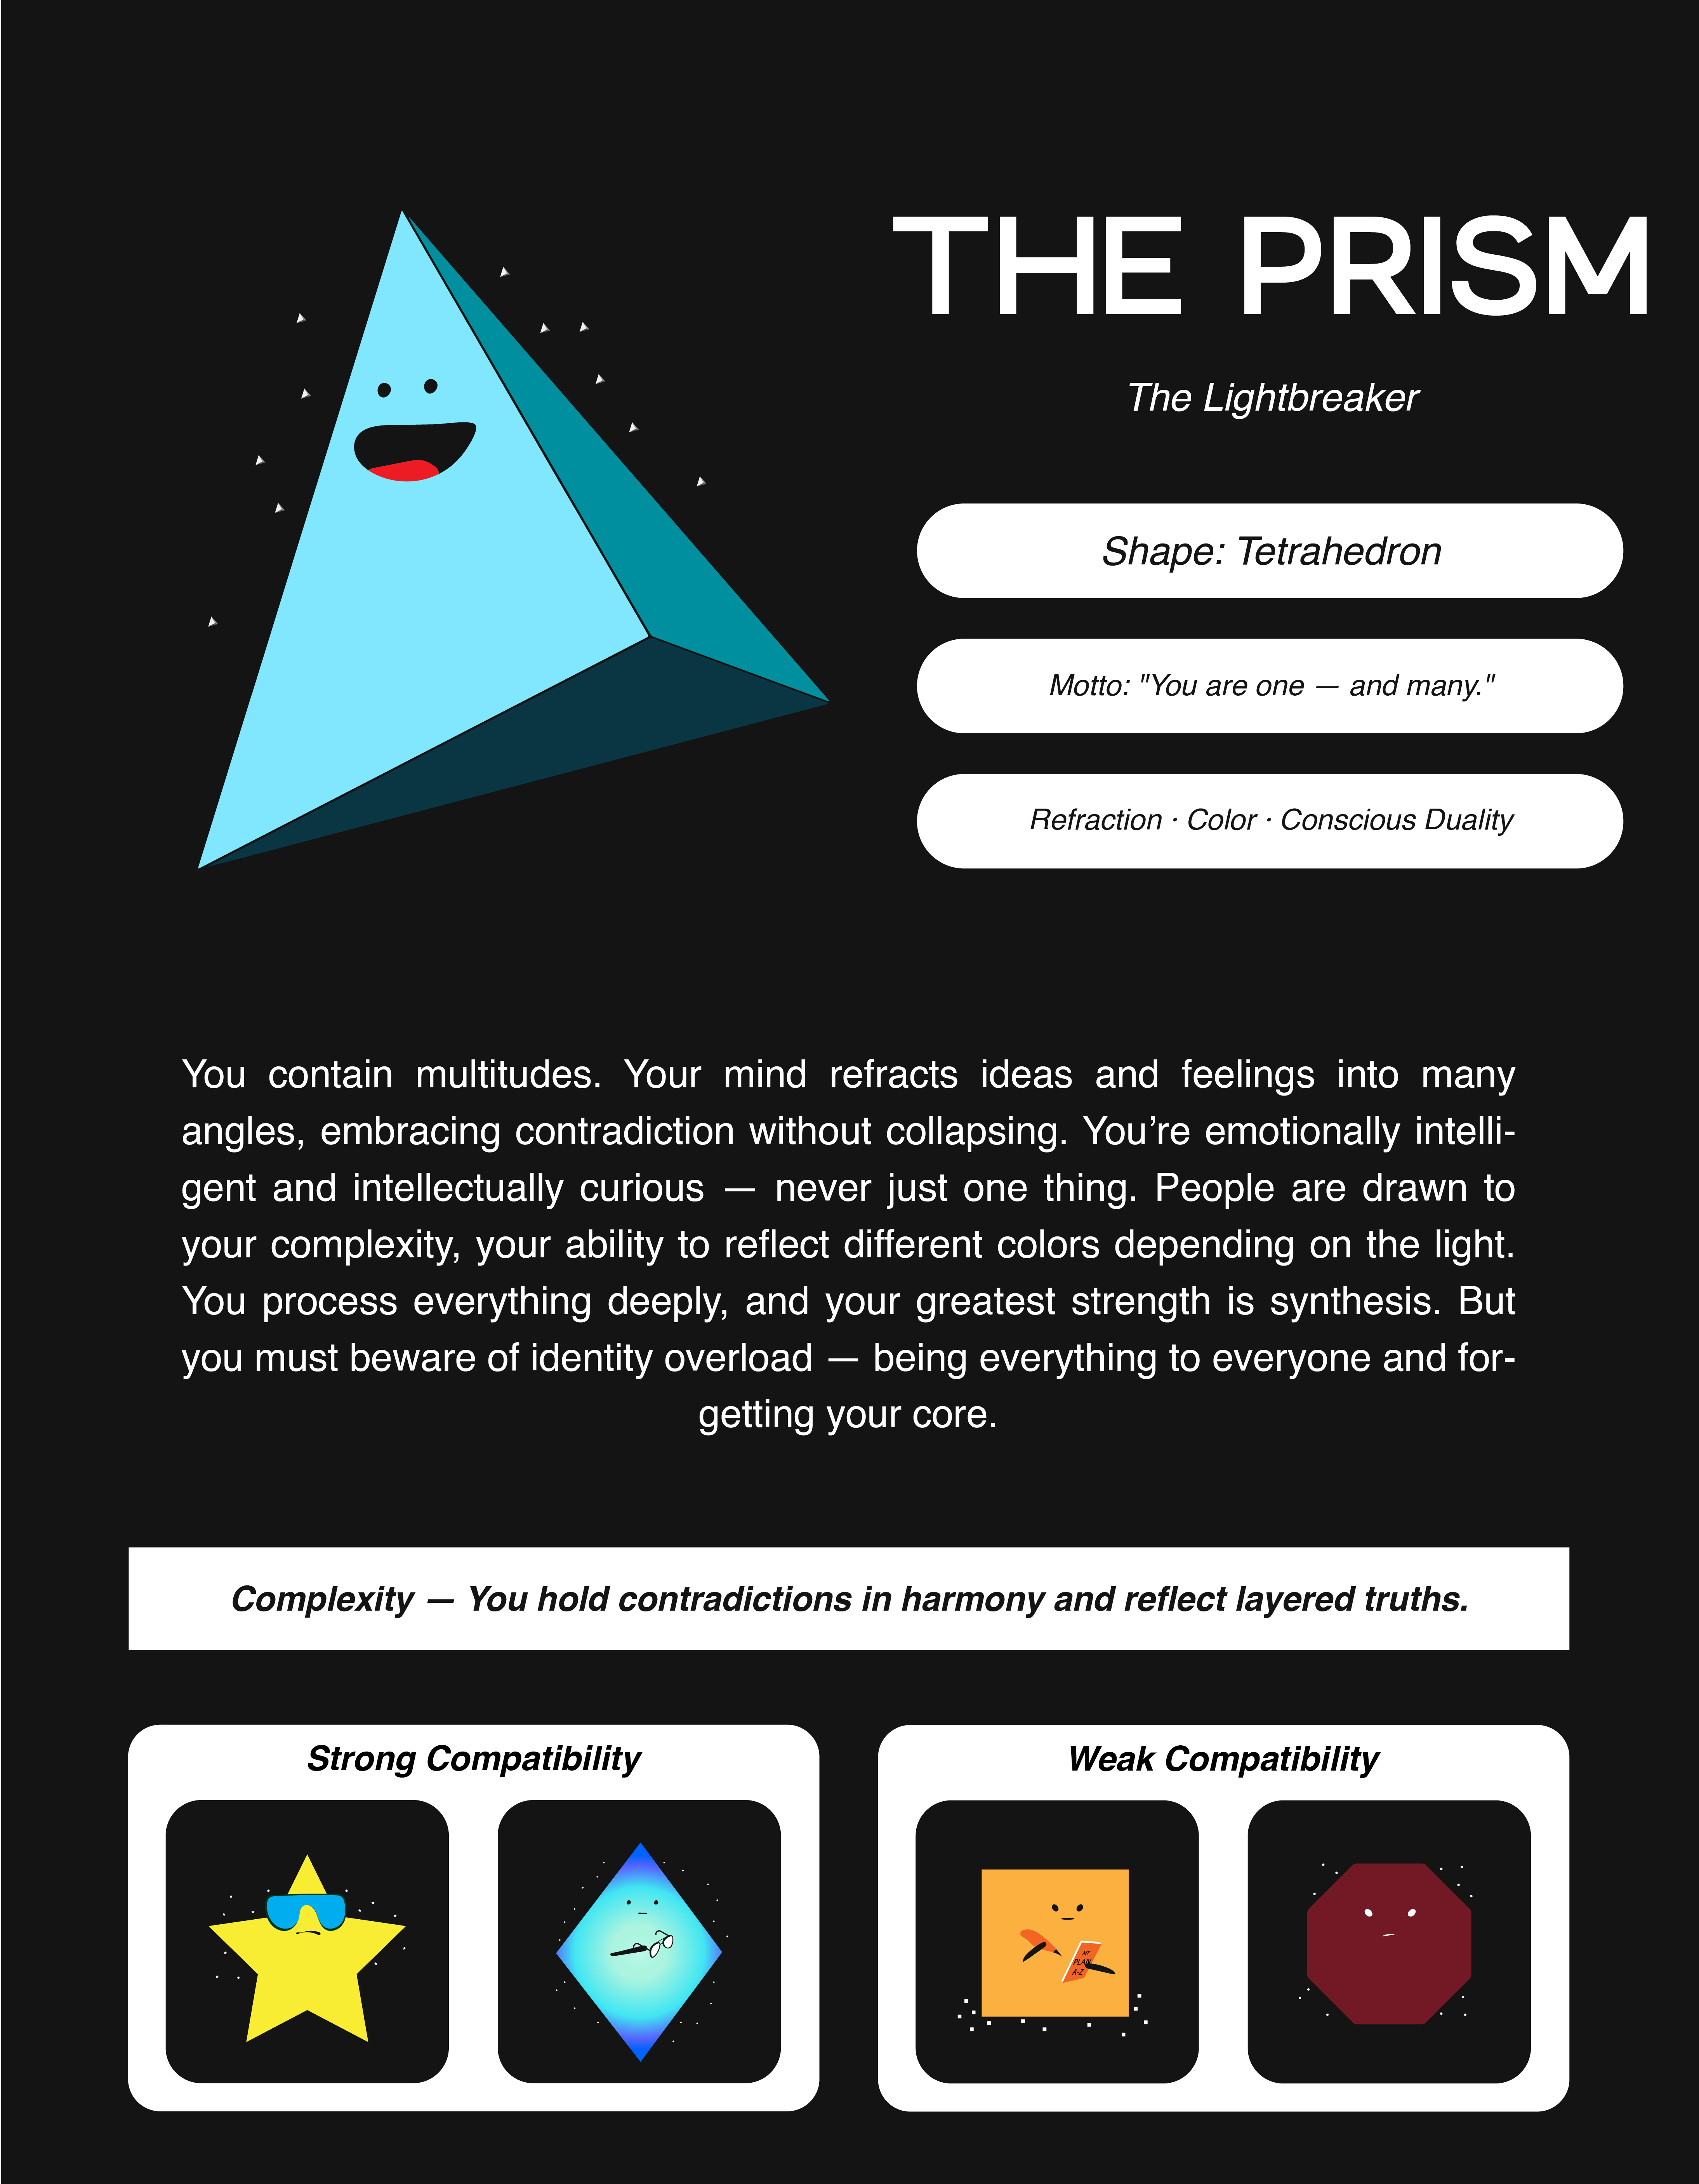 THE PRISM
The Lightbreaker
Shape: Tetrahedron
Motto: "You are one — and many."
Refraction · Color · Conscious Duality
You contain multitudes. Your mind refracts ideas and feelings into many
angles, embracing contradiction without collapsing. You’re emotionally intelli-
gent and intellectually curious — never just one thing. People are drawn to
your complexity, your ability to reflect different colors depending on the light.
You process everything deeply, and your greatest strength is synthesis. But
you must beware of identity overload — being everything to everyone and for-
getting your core.
Complexity — You hold contradictions in harmony and reflect layered truths.
Strong Compatibility
Weak Compatibility
MY
PLAN
A-Z